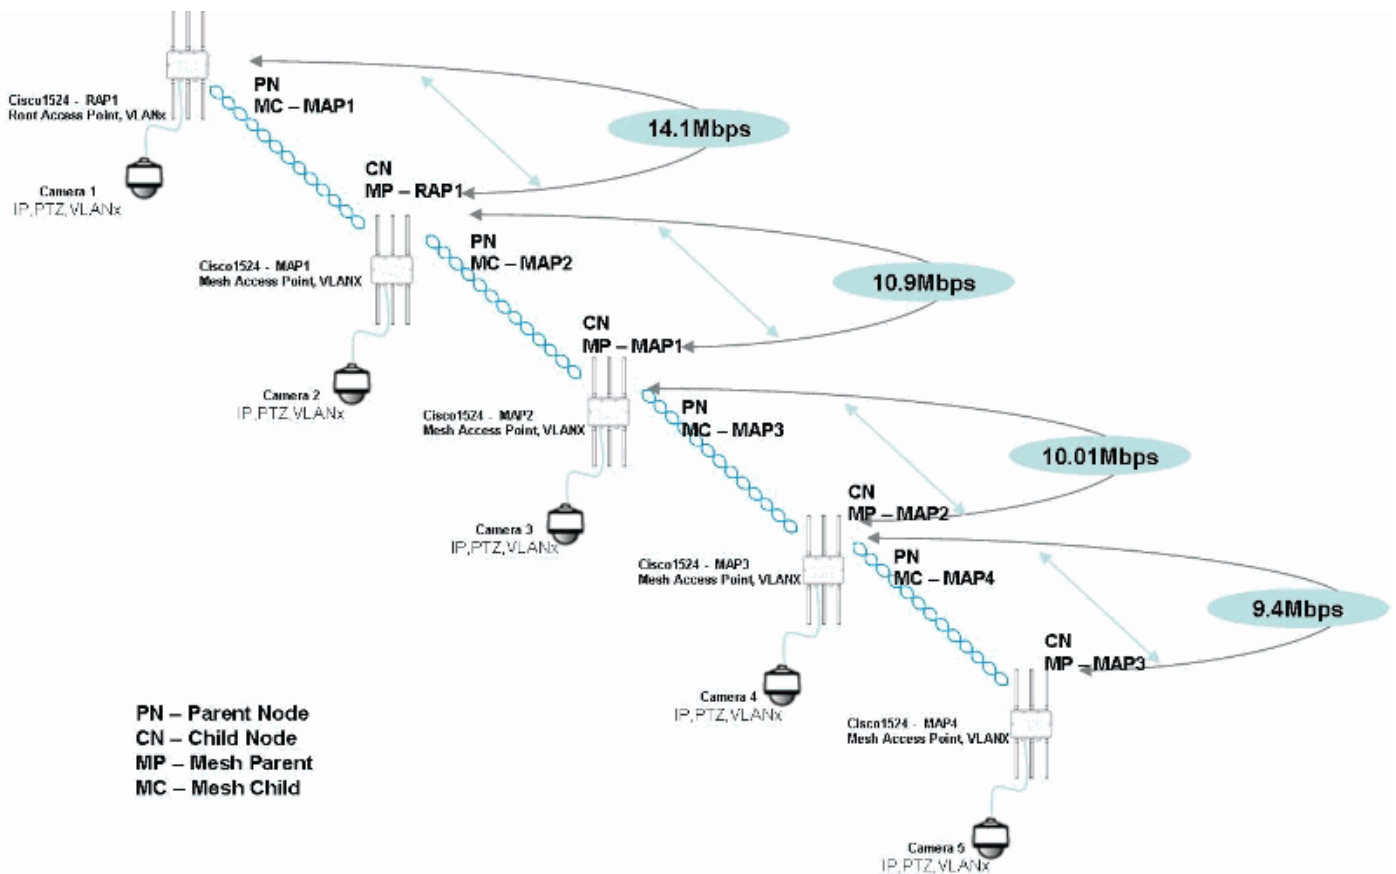 PN
MC – MAP1
Cisco1524 - RAP1
Root Access Point, VLANx
14.1Mbps
Camera 1
IP,PTZ,VLANx
CN
MP – RAP1
PN
MC – MAP2
Cisco1524 - MAP1
Mesh Access Point, VLANX
10.9Mbps
CN
MP – MAP1
Camera 2
IP,PTZ,VLANx
PN
MC – MAP3
Cisco1524 - MAP2
Mesh Access Point, VLANX
10.01Mbps
CN
MP – MAP2
Camera 3
IP,PTZ,VLANx
PN
MC – MAP4
Cisco1524 - MAP3
Mesh Access Point, VLANX
9.4Mbps
CN
MP – MAP3
Camera 4
IP,PTZ,VLANx
Cisco1524 - MAP4
Mesh Access Point, VLANX
PN – Parent Node
CN – Child Node
MP – Mesh Parent
MC – Mesh Child
Camera 5
IP,PTZ,VLANx